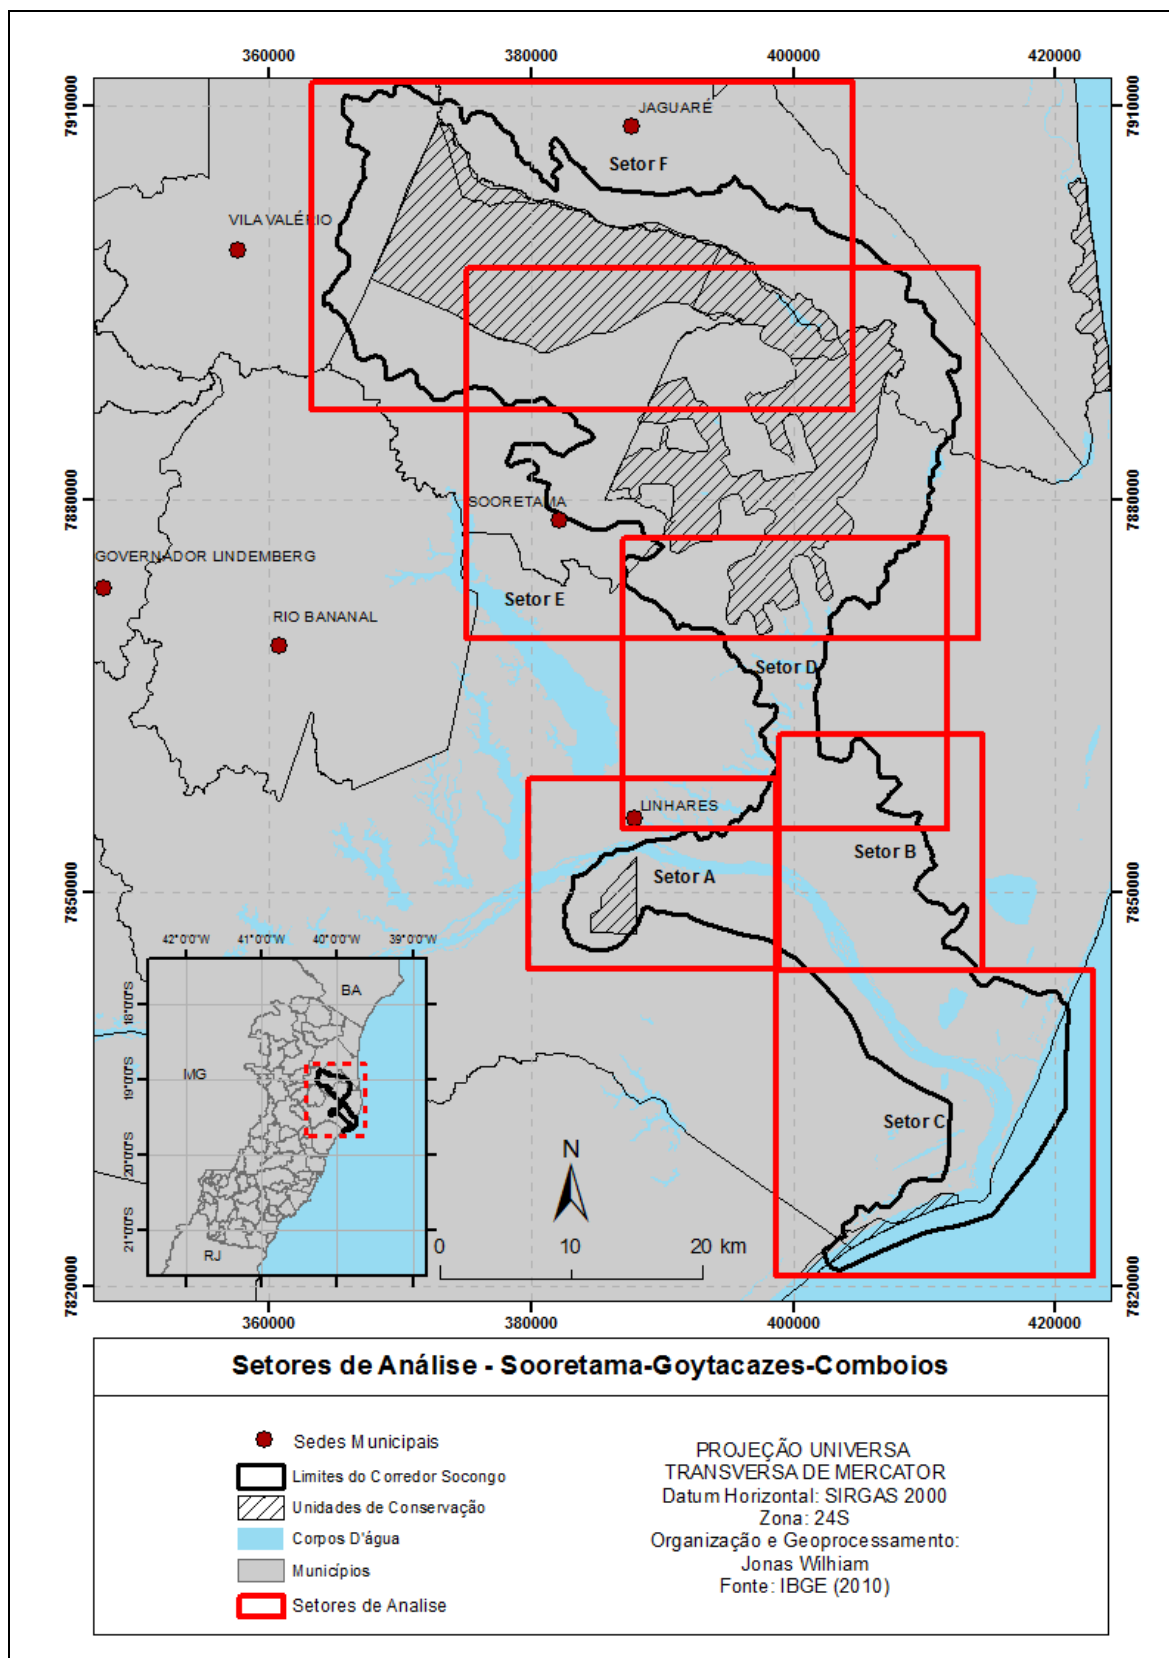 360000 380000 400000 420000
7910000 7910000
JAGUARÉ
Setor F
VILA VALÉRIO
7880000 7880000
SOORETAMA
GOVERNADOR LINDEMBERG
Setor E
RIO BANANAL
Setor D
LINHARES
Setor B
Setor A
7850000 7850000
42°0'0"W 41°0'0"W 40°0'0"W 39°0'0"W
BA
18°0'0"S 18°0'0"S
MG
19°0'0"S
Setor C
N
20°0'0"S
21°0'0"S
RJ
0 10 20 km
7820000 7820000
360000 380000 400000 420000
Setores de Análise - Sooretama-Goytacazes-Comboios
Sedes Municipais
Limites do Corredor Socongo
Unidades de Conservação
Corpos D'água
Municípios
Setores de Analise
PROJEÇÃO UNIVERSA
TRANSVERSA DE MERCATOR
Datum Horizontal: SIRGAS 2000
Zona: 24S
Organização e Geoprocessamento:
Jonas Wilhiam
Fonte: IBGE (2010)